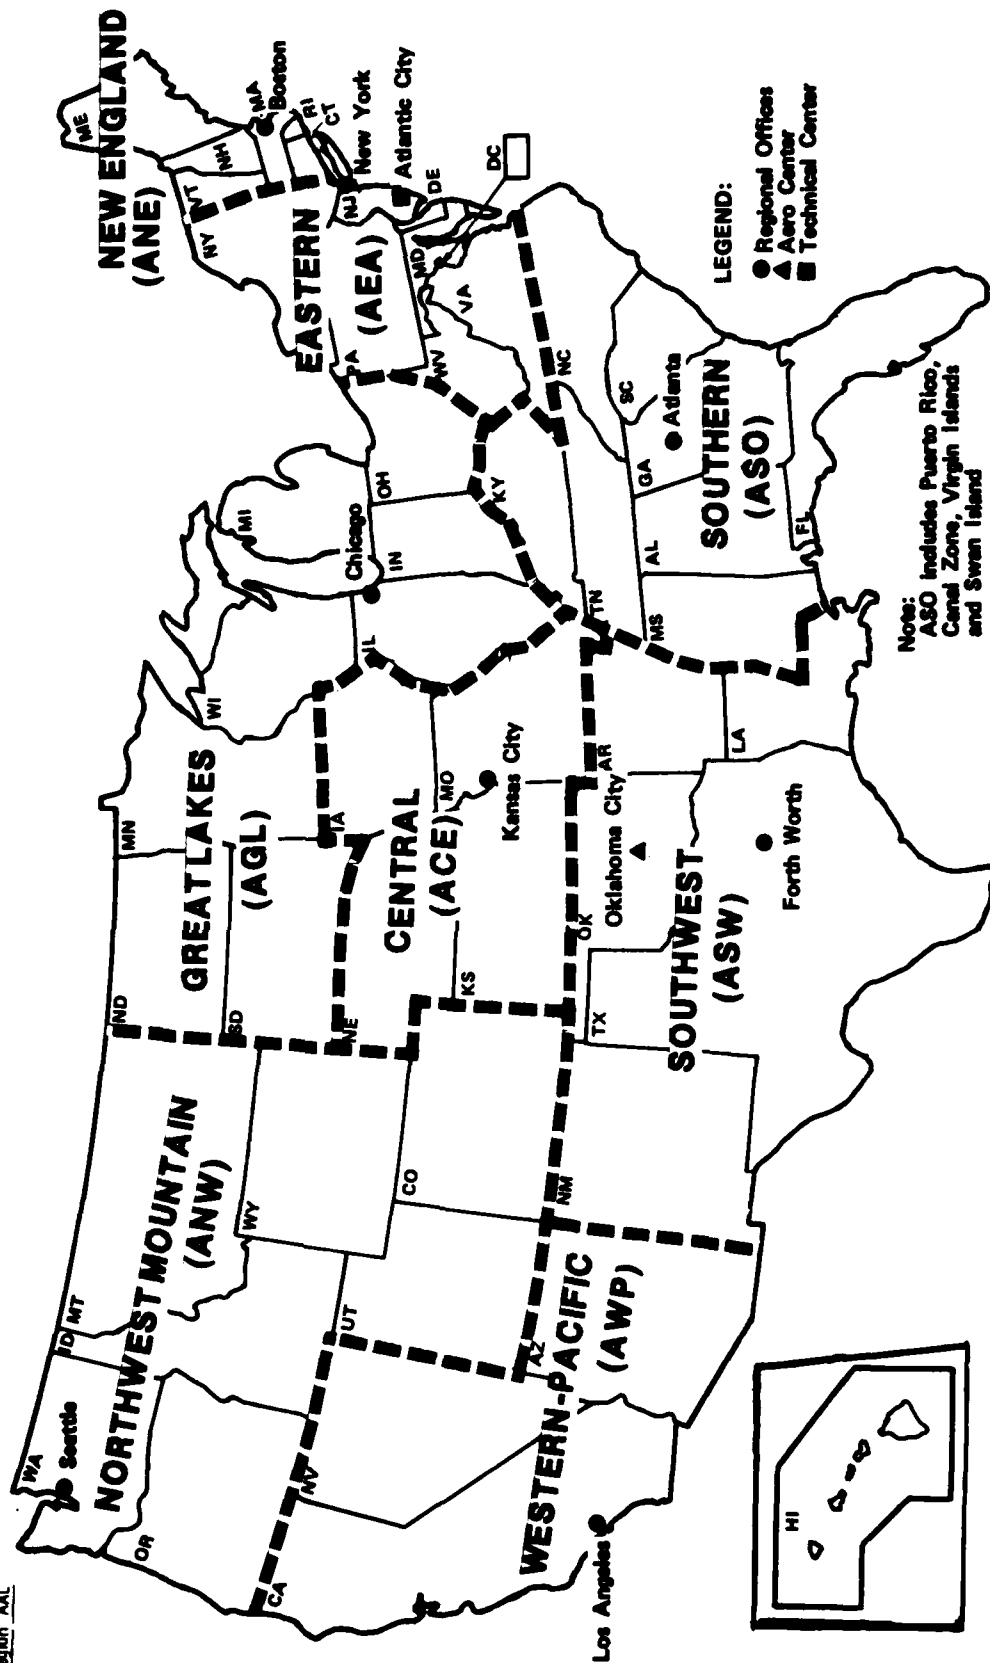 NEW ENGLAND
(ANE)
ME
VT
NH
MA
Boston
RI
CT
NY
New York
EASTERN
(AEA)
PA
NJ
Atlantic City
DE
MD
DC
WV
VA
GREAT LAKES
(AGL)
ND
MN
SD
WI
MI
Chicago
IL
IN
OH
KY
NORTHWEST MOUNTAIN
(ANW)
WA
Seattle
ID
MT
OR
WY
UT
CO
CENTRAL
(ACE)
NE
IA
KS
MO
Kansas City
WESTERN-PACIFIC
(AWP)
CA
NV
AZ
Los Angeles
HI
SOUTHWEST
(ASW)
NM
TX
OK
Oklahoma City
AR
LA
Forth Worth
SOUTHERN
(ASO)
TN
NC
SC
MS
AL
GA
Atlanta
FL
LEGEND:
Regional Offices
Aero Center
Technical Center
Note:
ASO includes Puerto Rico,
Canal Zone, Virgin Islands
and Swan Island
AAL